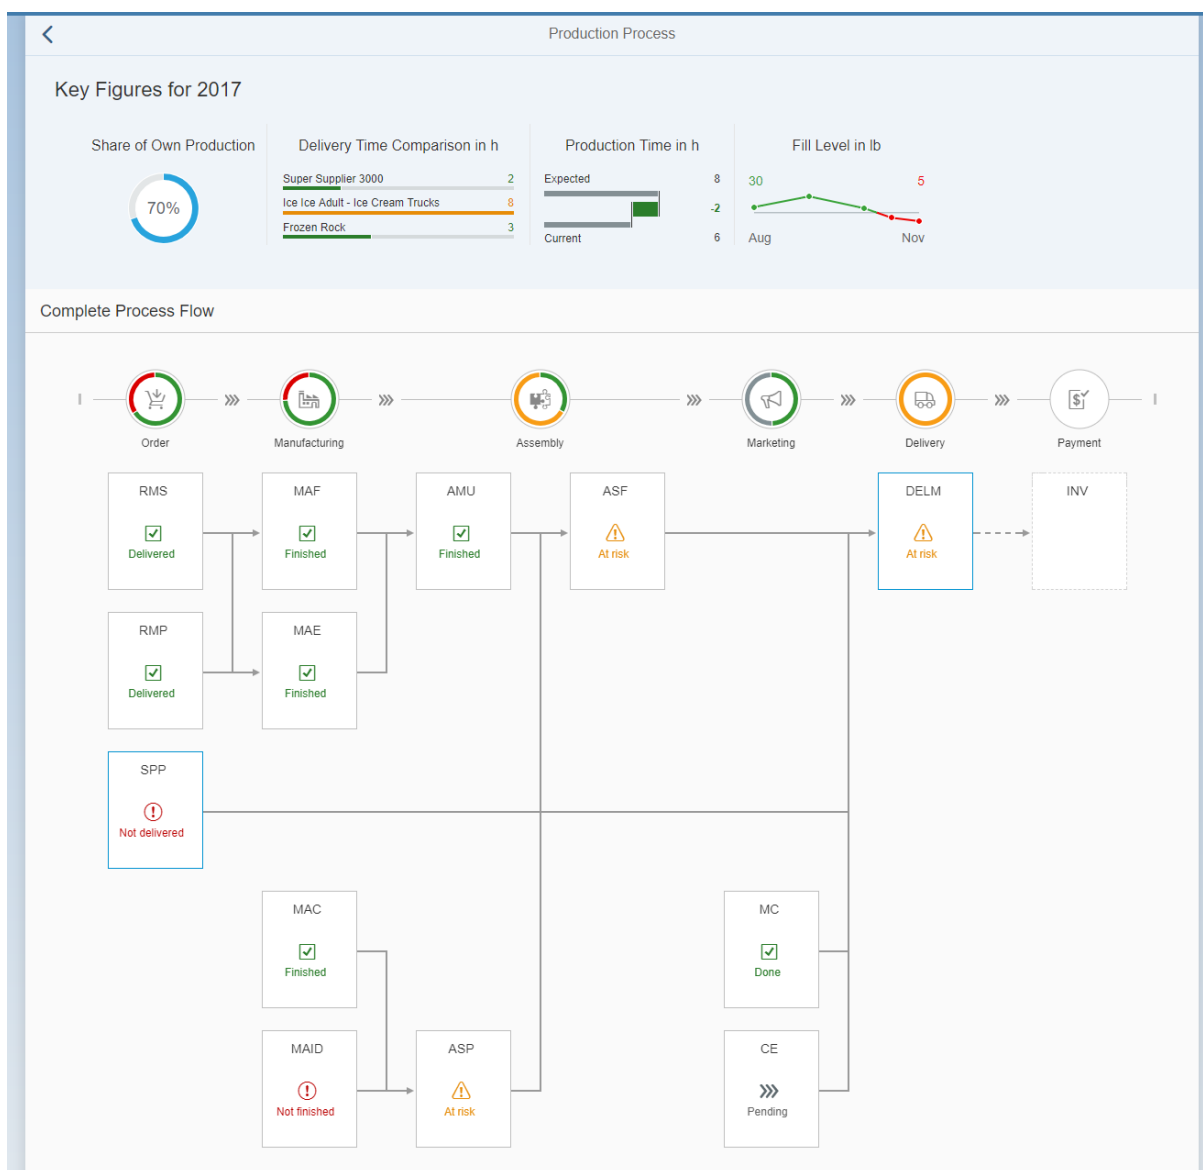 Production Process
Key Figures for 2017
Share of Own Production
70%
Delivery Time Comparison in h
Super Supplier 3000 2
Ice Ice Adult - Ice Cream Trucks 8
Frozen Rock 3
Production Time in h
Expected 8
-2
Current 6
Fill Level in lb
30 5
Aug Nov
Complete Process Flow
Order Manufacturing Assembly Marketing Delivery Payment
RMS MAF AMU ASF DELM INV
Delivered Finished Finished At risk At risk
RMP MAE
Delivered Finished
SPP
Not delivered
MAC MC
Finished Done
MAID ASP CE
Not finished At risk Pending